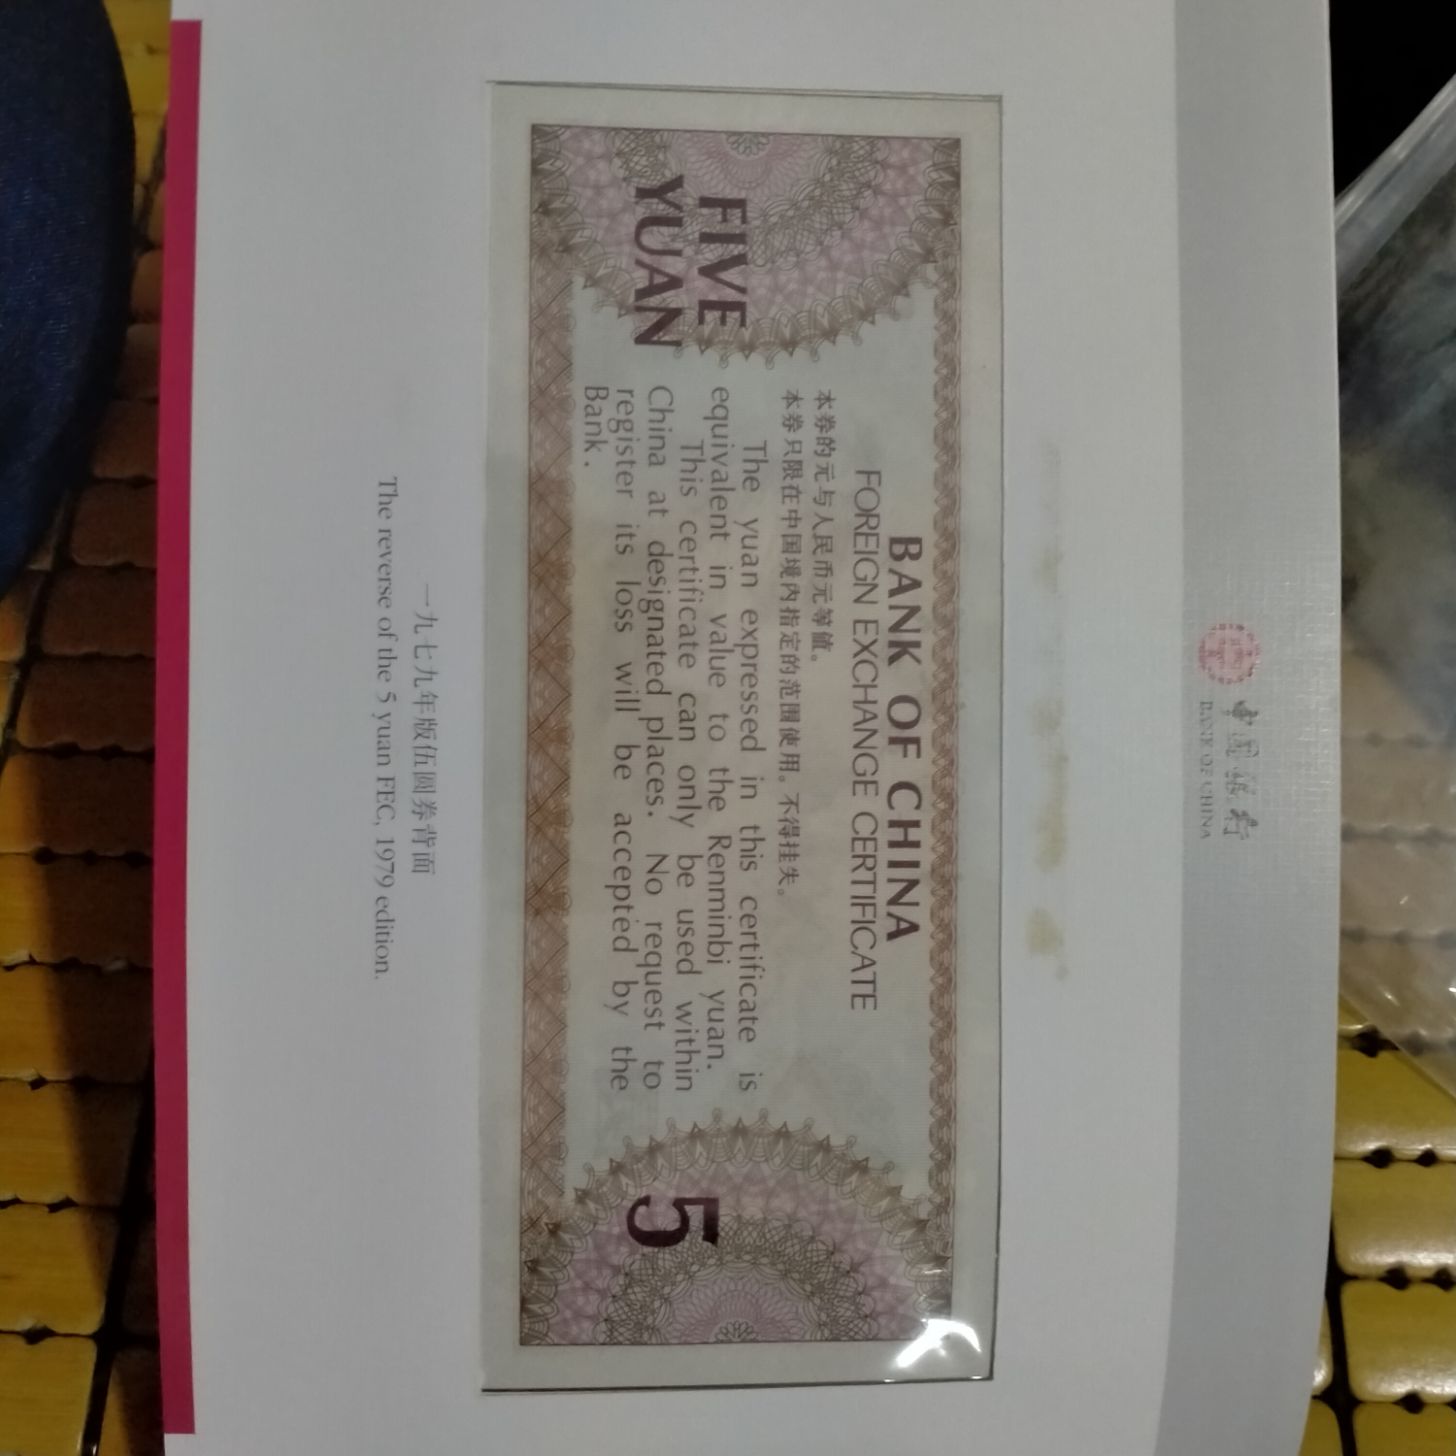 中国银行
BANK OF CHINA
BANK OF CHINA
FOREIGN EXCHANGE CERTIFICATE
本券的元与人民币元等值。
本券只限在中国境内指定的范围使用。不得挂失。
The yuan expressed in this certificate is
equivalent in value to the Renminbi yuan.
This certificate can only be used within
China at designated places. No request to
register its loss will be accepted by the
Bank.
FIVE
YUAN
5
一九七九年版伍圆券背面
The reverse of the 5 yuan FEC, 1979 edition.